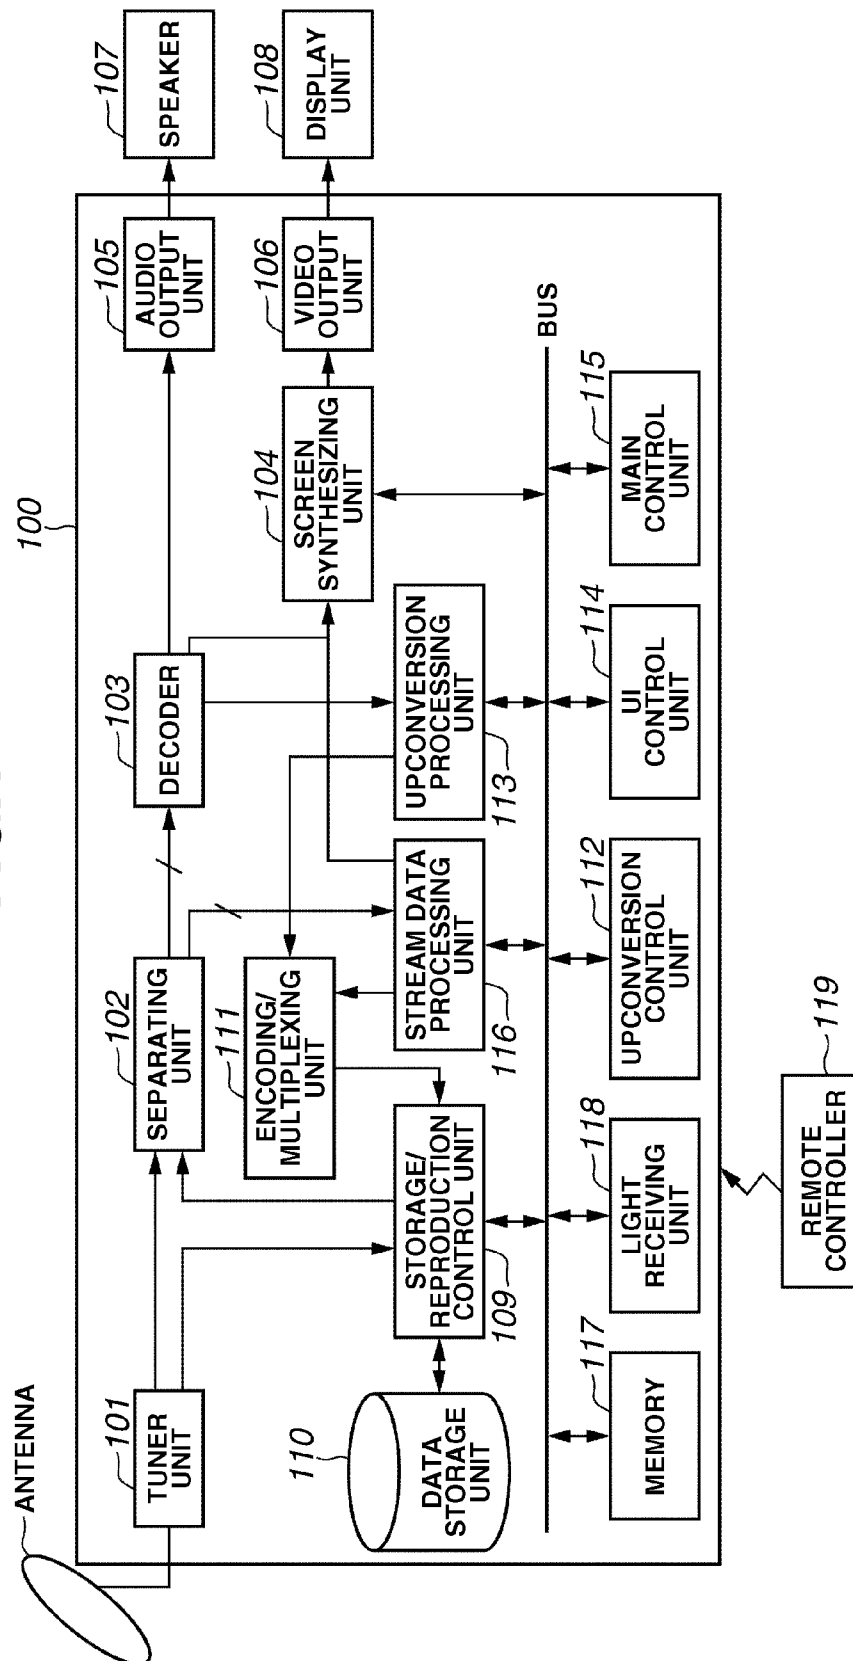 100
ANTENNA
101
TUNER
UNIT
102
SEPARATING
UNIT
103
DECODER
105
AUDIO
OUTPUT
UNIT
107
SPEAKER
111
ENCODING/
MULTIPLEXING
UNIT
104
SCREEN
SYNTHESIZING
UNIT
106
VIDEO
OUTPUT
UNIT
108
DISPLAY
UNIT
110
DATA
STORAGE
UNIT
STORAGE/
REPRODUCTION
CONTROL UNIT
109
STREAM DATA
PROCESSING
UNIT
116
UPCONVERSION
PROCESSING
UNIT
113
BUS
117
MEMORY
118
LIGHT
RECEIVING
UNIT
112
UPCONVERSION
CONTROL
UNIT
114
UI
CONTROL
UNIT
115
MAIN
CONTROL
UNIT
119
REMOTE
CONTROLLER